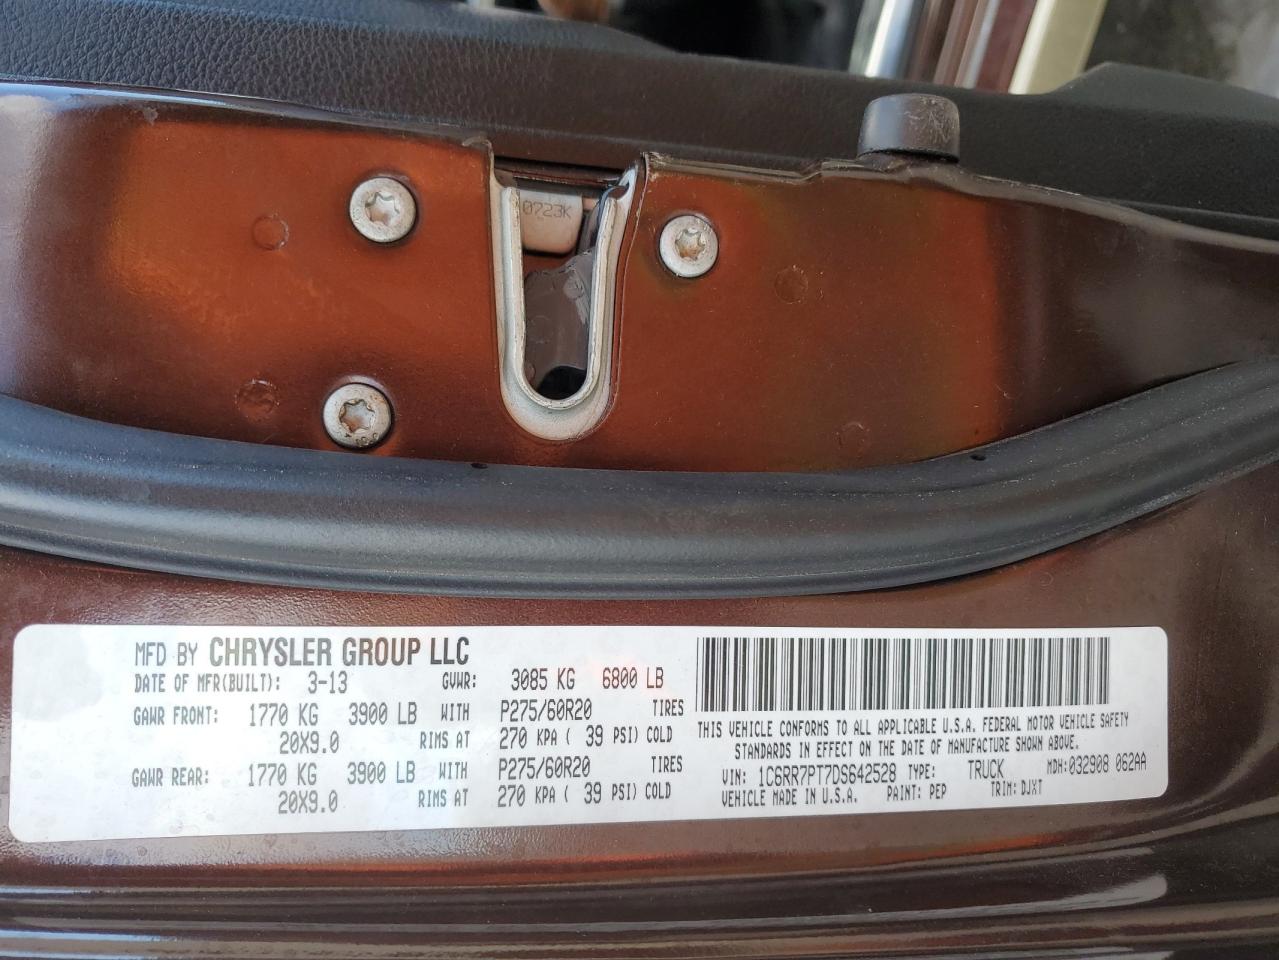 0723K
MFD BY CHRYSLER GROUP LLC
DATE OF MFR(BUILT): 3-13 GVWR: 3085 KG 6800 LB
GAWR FRONT: 1770 KG 3900 LB WITH P275/60R20 TIRES
20X9.0 RIMS AT 270 KPA ( 39 PSI) COLD
GAWR REAR: 1770 KG 3900 LB WITH P275/60R20 TIRES
20X9.0 RIMS AT 270 KPA ( 39 PSI) COLD
THIS VEHICLE CONFORMS TO ALL APPLICABLE U.S.A. FEDERAL MOTOR VEHICLE SAFETY
STANDARDS IN EFFECT ON THE DATE OF MANUFACTURE SHOWN ABOVE.
VIN: 1C6RR7PT7DS642528 TYPE: TRUCK MDH:032908 062AA
VEHICLE MADE IN U.S.A. PAINT: PEP TRIM: DJXT